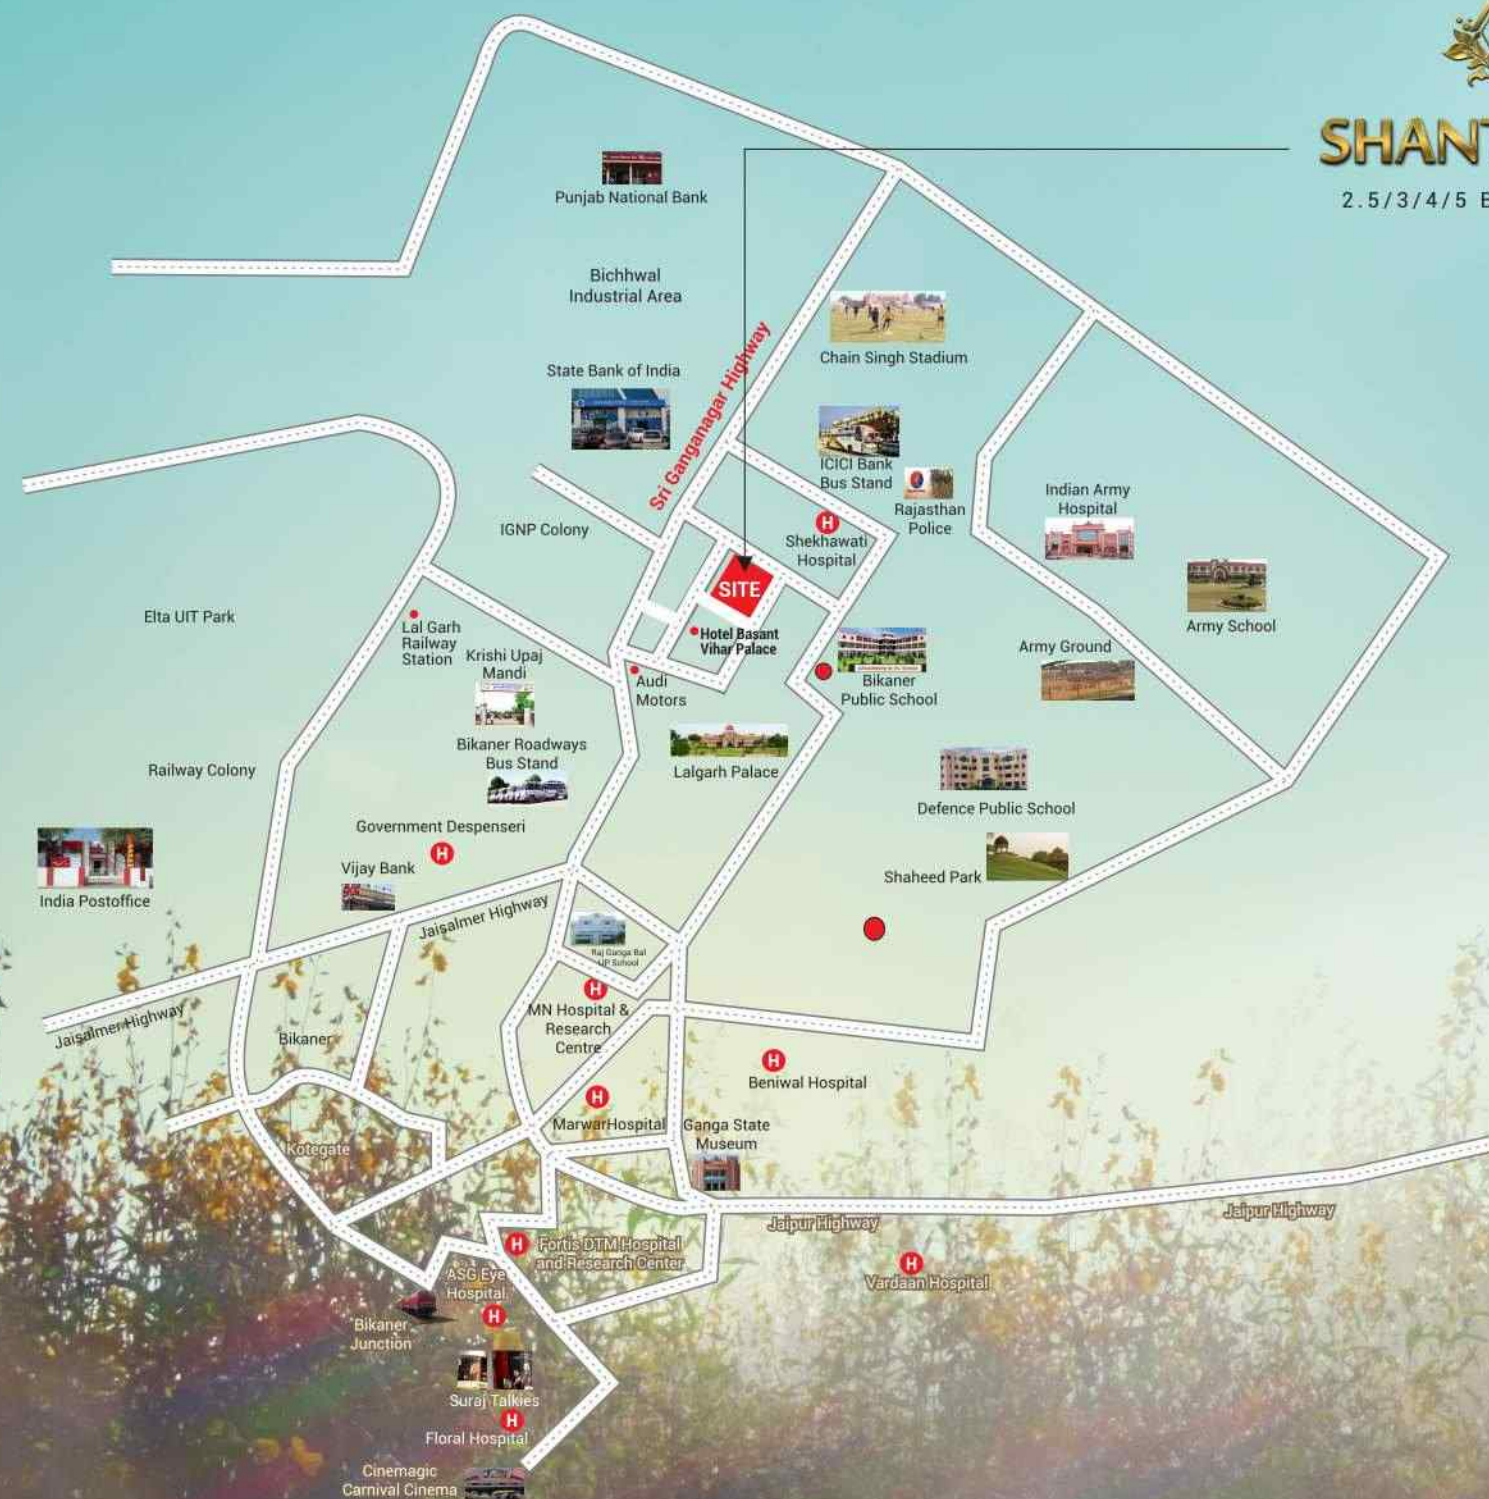 SHANT
2.5/3/4/5 B
Punjab National Bank
Bichhwal
Industrial Area
Sri Ganganagar Highway
Chain Singh Stadium
State Bank of India
ICICI Bank
Bus Stand
Rajasthan
Police
Indian Army
Hospital
IGNP Colony
H
Shekhawati
Hospital
SITE
Hotel Basant
Vihar Palace
Elta UIT Park
Lal Garh
Railway
Station
Krishi Upaj
Mandi
Audi
Motors
Bikaner
Public School
Army Ground
Army School
Bikaner Roadways
Bus Stand
Lalgarh Palace
Railway Colony
Defence Public School
Government Despenseri
H
Vijay Bank
Shaheed Park
India Postoffice
Jaisalmer Highway
Raj Ganga Bal
UP School
H
MN Hospital &
Research
Centre
Jaisalmer Highway
Bikaner
H
Beniwal Hospital
H
MarwarHospital
Ganga State
Museum
Kotegate
Jaipur Highway
Jaipur Highway
H
Fortis DTM Hospital
and Research Center
H
Vardaan Hospital
ASG Eye
Hospital
H
Bikaner
Junction
Suraj Talkies
H
Floral Hospital
Cinemagic
Carnival Cinema